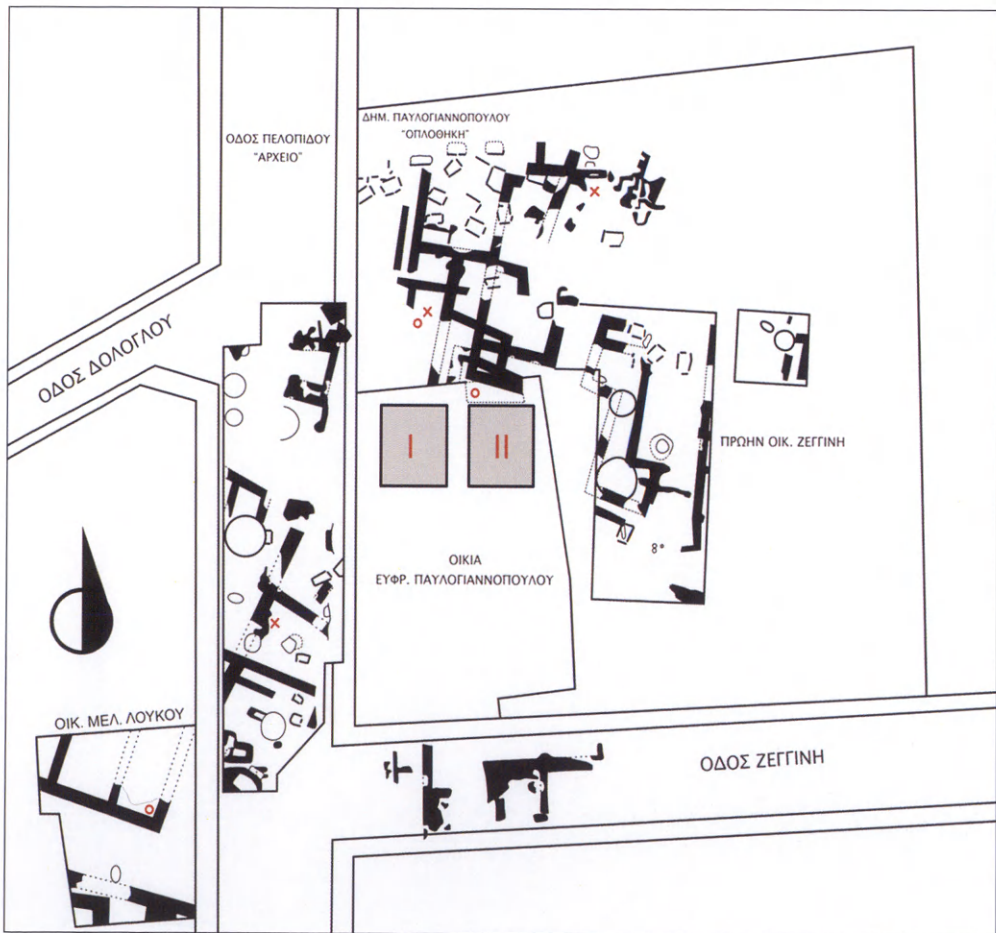 ΔΗΜ. ΠΑΥΛΟΓΙΑΝΝΟΠΟΥΛΟΥ
"ΟΠΛΟΘΗΚΗ"
ΟΔΟΣ ΠΕΛΟΠΙΔΟΥ
"ΑΡΧΕΙΟ"
ΟΔΟΣ ΔΟΛΟΓΛΟΥ
I
II
ΠΡΩΗΝ ΟΙΚ. ΖΕΓΓΙΝΗ
8°
ΟΙΚΙΑ
ΕΥΦΡ. ΠΑΥΛΟΓΙΑΝΝΟΠΟΥΛΟΥ
ΟΙΚ. ΜΕΛ. ΛΟΥΚΟΥ
ΟΔΟΣ ΖΕΓΓΙΝΗ